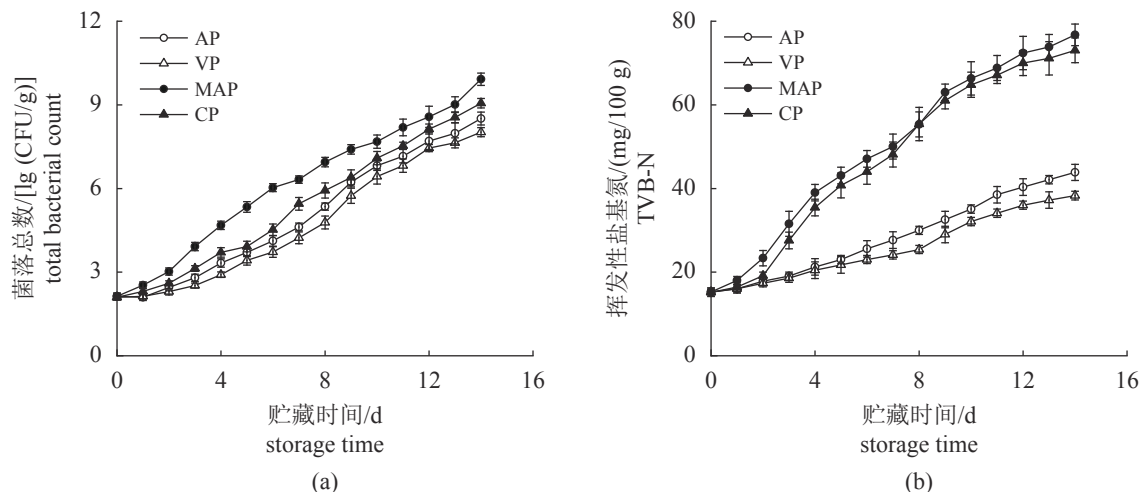 12
9
6
3
0
菌落总数/[lg (CFU/g)]
total bacterial count
AP
VP
MAP
CP
0
4
8
12
16
贮藏时间/d
storage time
(a)
80
60
40
20
0
挥发性盐基氮/(mg/100 g)
TVB-N
AP
VP
MAP
CP
0
4
8
12
16
贮藏时间/d
storage time
(b)